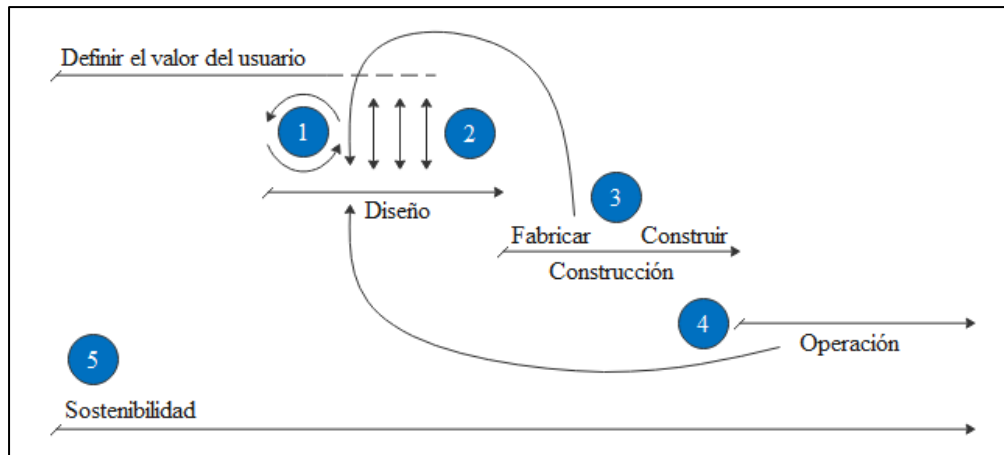 Definir el valor del usuario
1
2
Diseño
3
Fabricar Construir
Construcción
4
Operación
5
Sostenibilidad